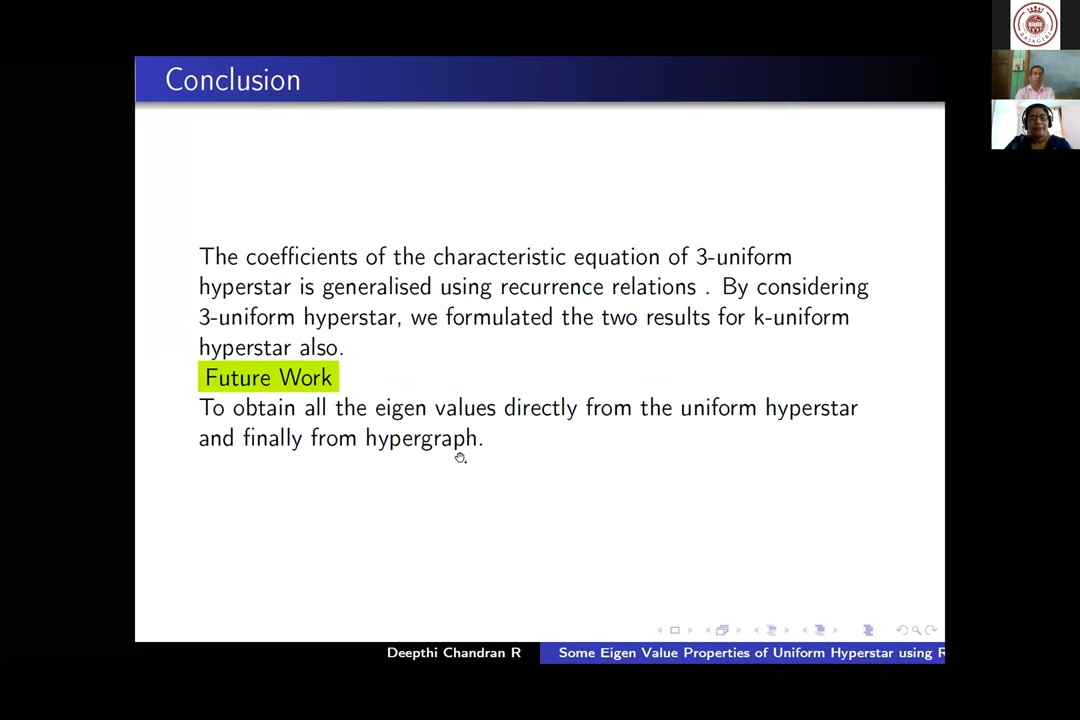 Conclusion
The coefficients of the characteristic equation of 3-uniform
hyperstar is generalised using recurrence relations . By considering
3-uniform hyperstar, we formulated the two results for k-uniform
hyperstar also.
Future Work
To obtain all the eigen values directly from the uniform hyperstar
and finally from hypergraph.
Deepthi Chandran R
Some Eigen Value Properties of Uniform Hyperstar using R
RAJAGIRI